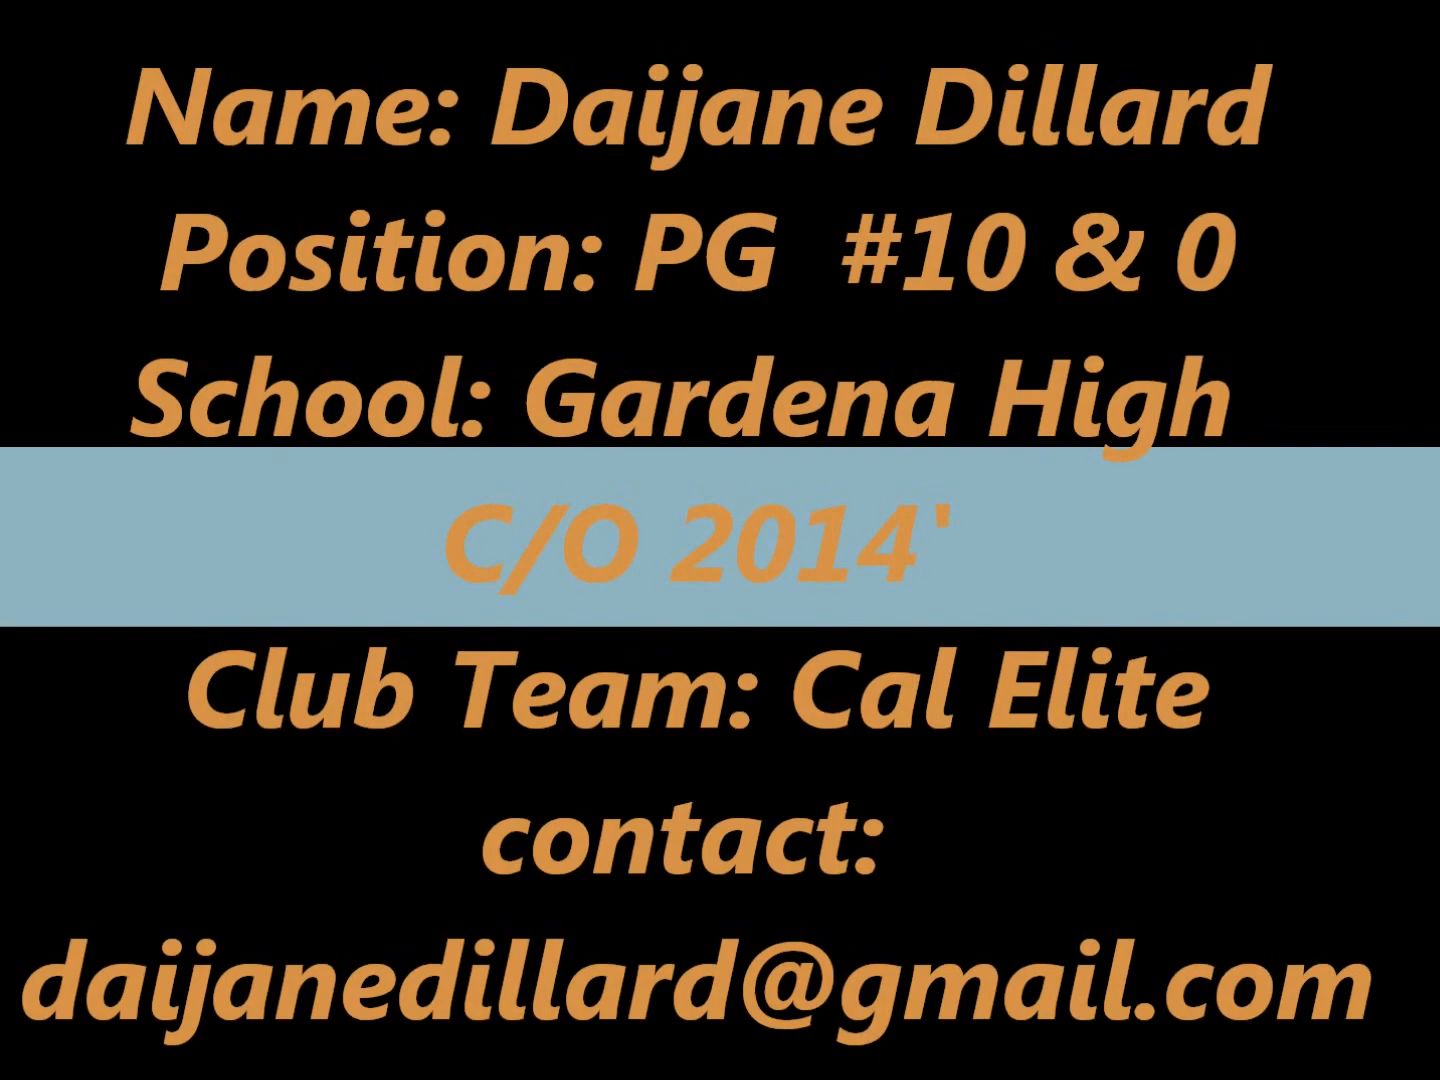 Name: Daijane Dillard
Position: PG  #10 & 0
School: Gardena High
C/O 2014'
Club Team: Cal Elite
contact:
daijanedillard@gmail.com